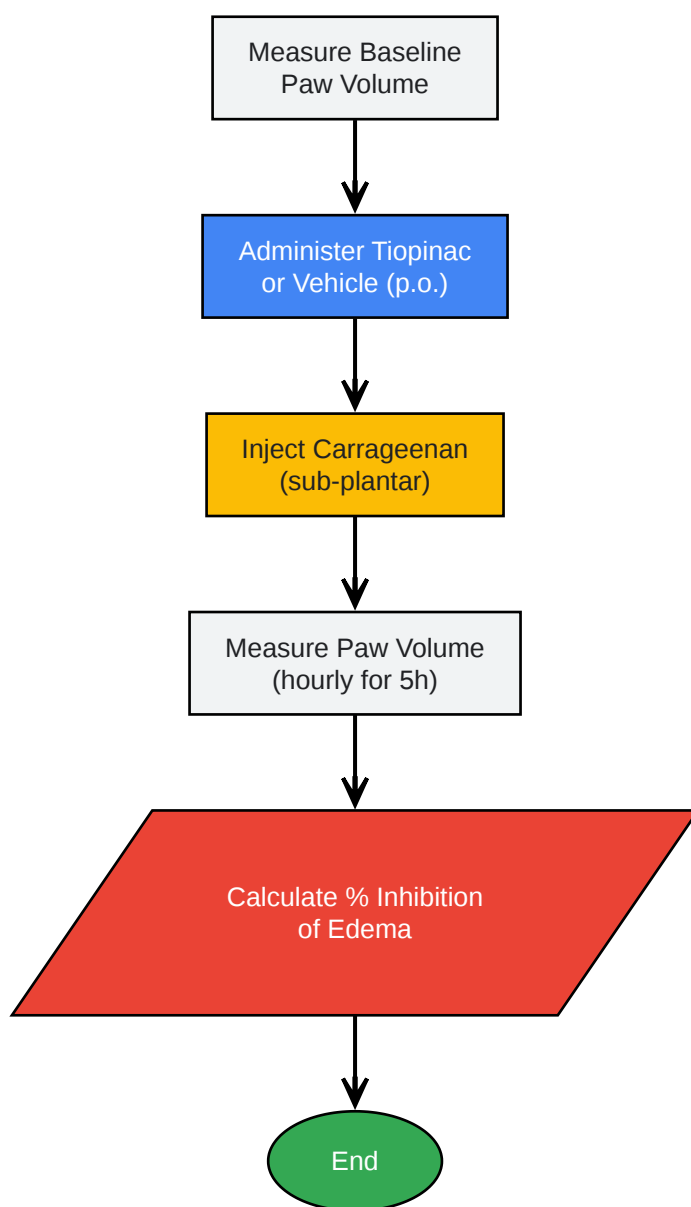 Measure Baseline
Paw Volume
Administer Tiopinac
or Vehicle (p.o.)
Inject Carrageenan
(sub-plantar)
Measure Paw Volume
(hourly for 5h)
Calculate % Inhibition
of Edema
End